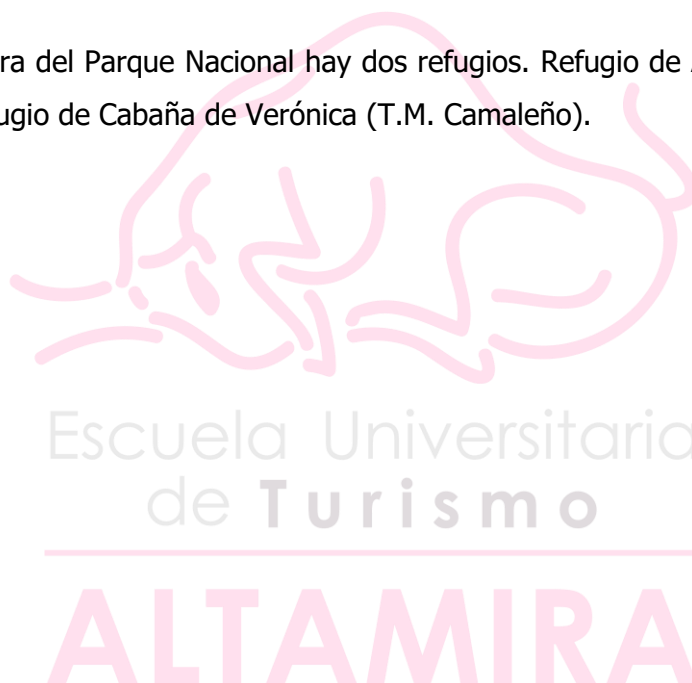 ra del Parque Nacional hay dos refugios. Refugio de
ugio de Cabaña de Verónica (T.M. Camaleño).
Escuela Universitaria
de Turismo
ALTAMIRA